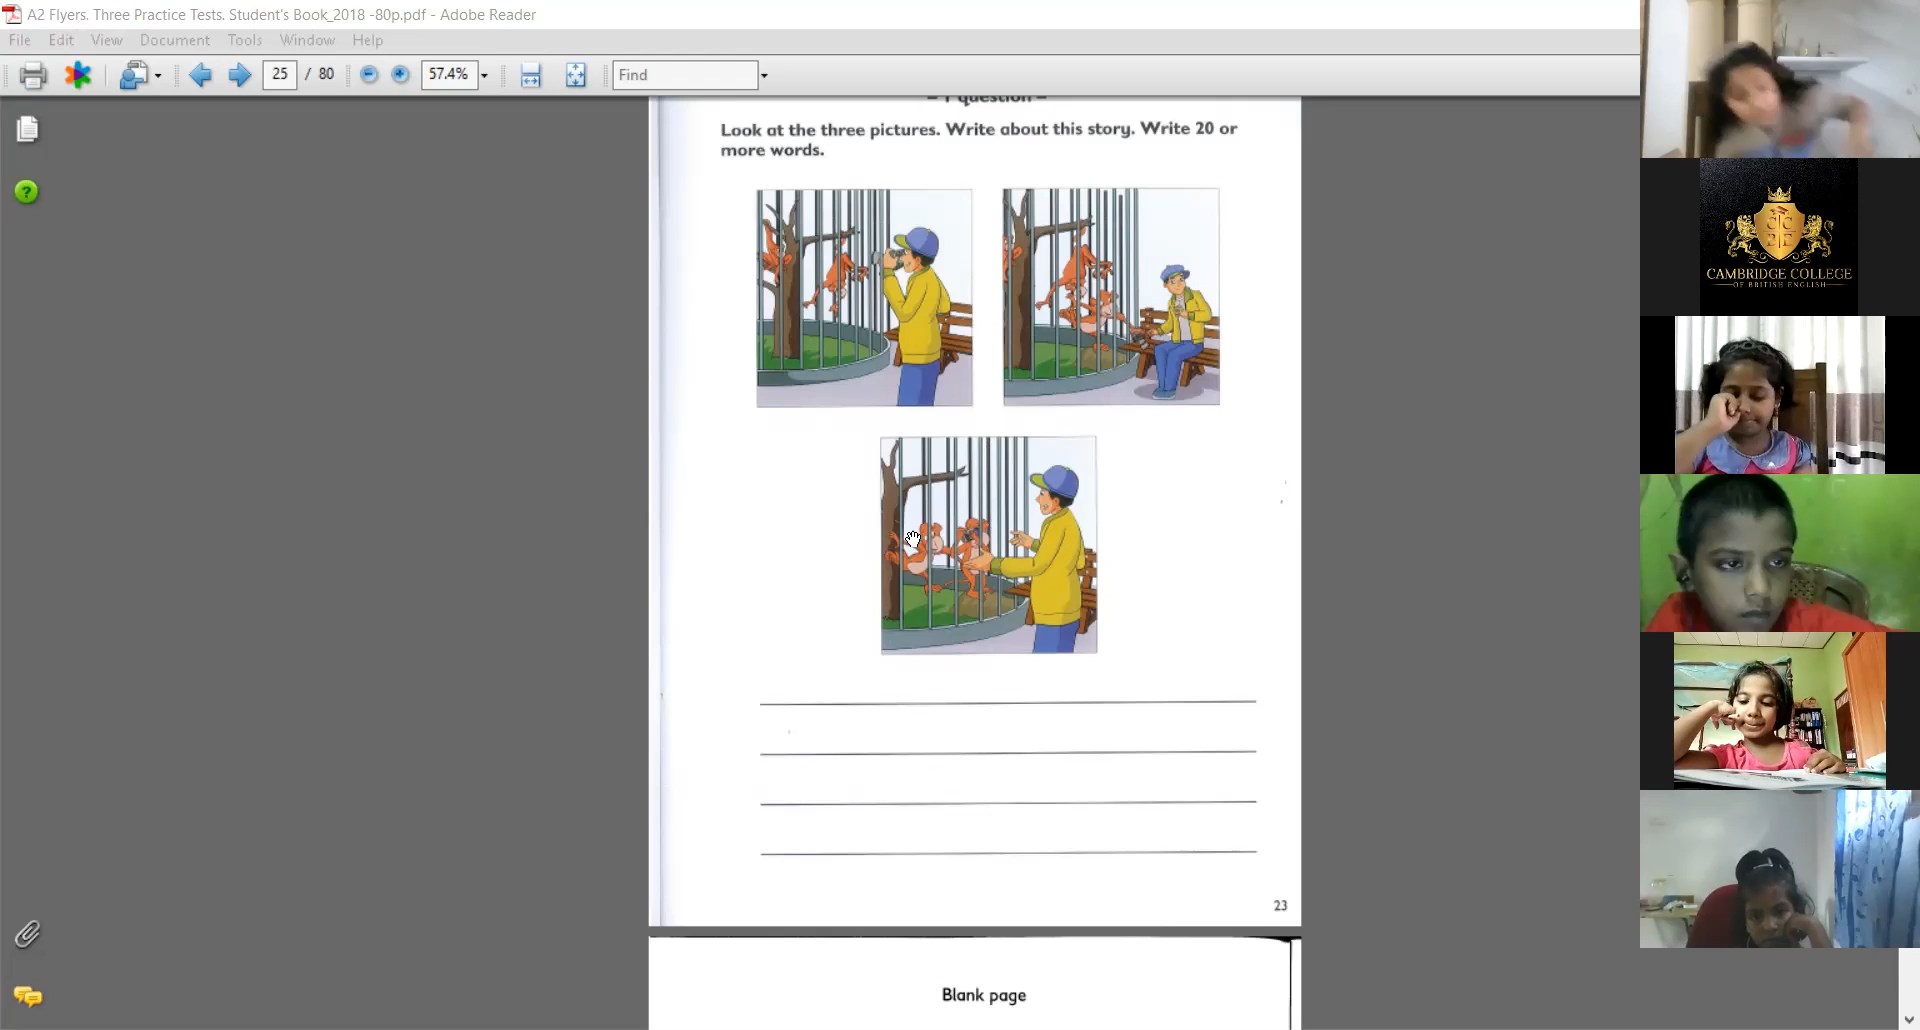 A2 Flyers. Three Practice Tests. Student's Book_2018 -80p.pdf - Adobe Reader
File Edit View Document Tools Window Help
25 / 80 57.4% Find
– 1 question –
Look at the three pictures. Write about this story. Write 20 or
more words.
CAMBRIDGE COLLEGE
OF BRITISH ENGLISH
23
Blank page